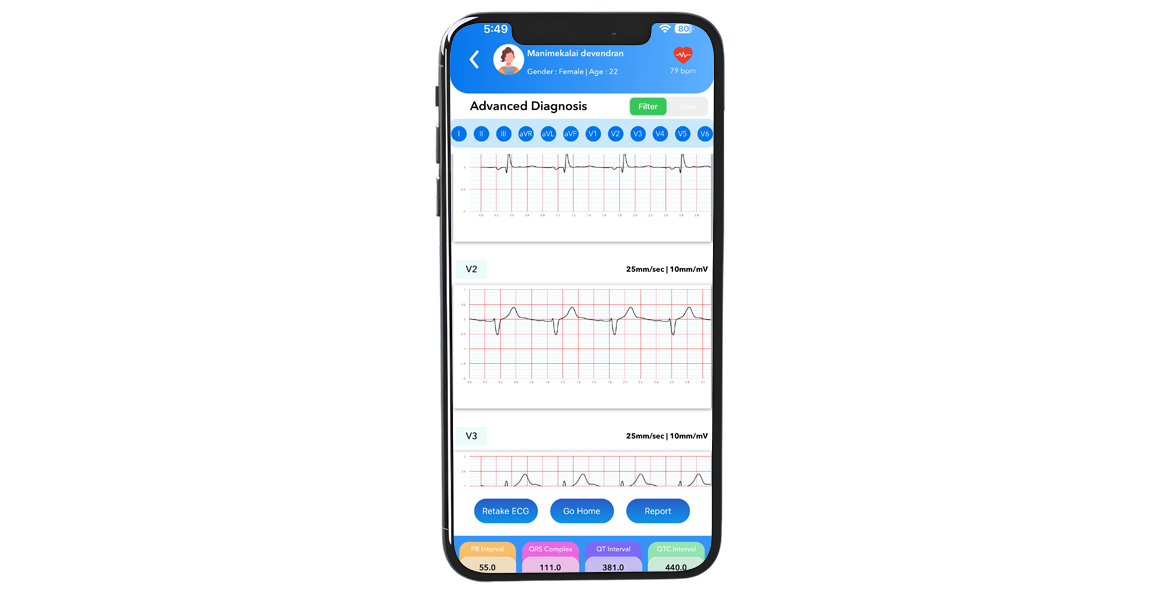 5:49
80
Manimekalai devendran
Gender : Female | Age : 22
79 bpm
Advanced Diagnosis
Filter
I II III aVR aVL aVF V1 V2 V3 V4 V5 V6
V2
25mm/sec | 10mm/mV
V3
25mm/sec | 10mm/mV
Retake ECG
Go Home
Report
PR Interval QRS Complex QT Interval QTC Interval
55.0 111.0 381.0 440.0